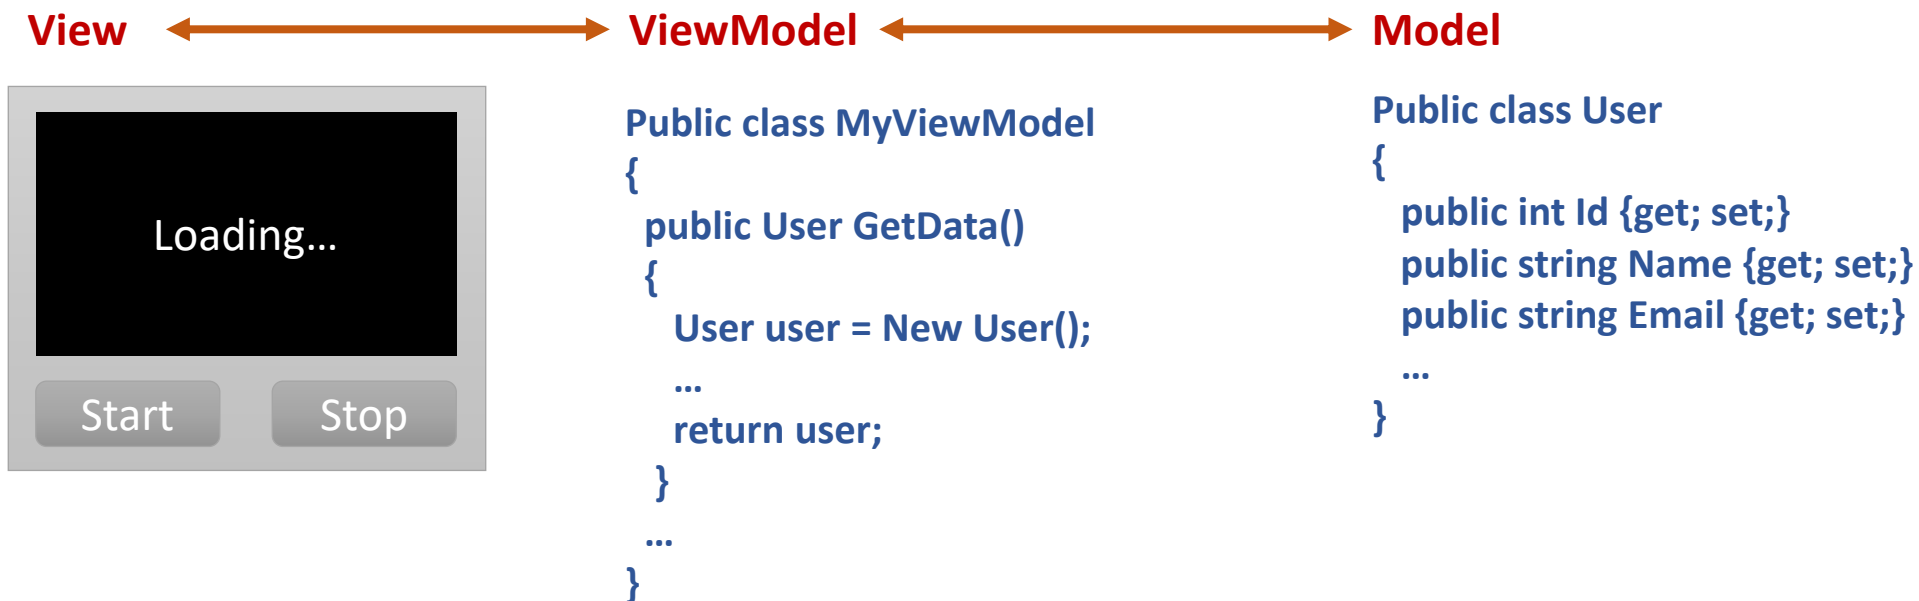 View
ViewModel
Model
Loading...
Start
Stop
Public class MyViewModel
{
public User GetData()
{
User user = New User();
...
return user;
}
...
}
Public class User
{
public int Id {get; set;}
public string Name {get; set;}
public string Email {get; set;}
...
}